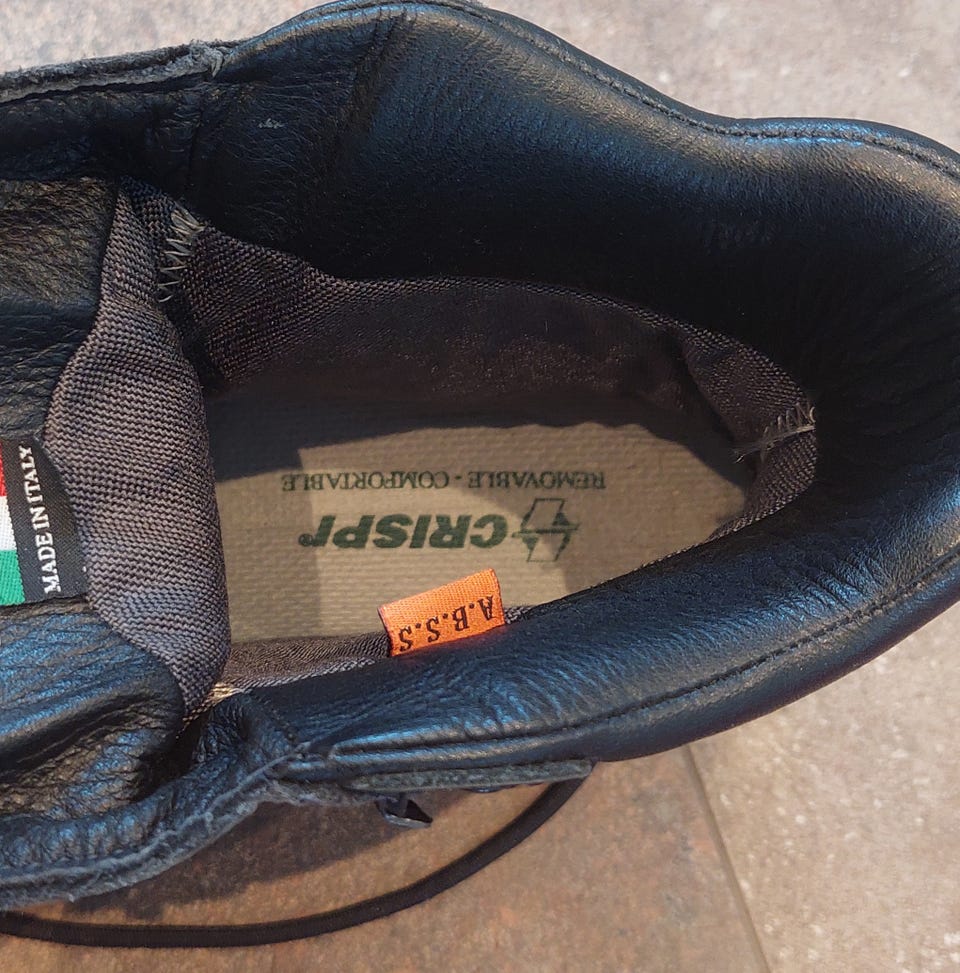 MADE IN ITALY
CRISPI
REMOVABLE - COMFORTABLE
A.B.S.S